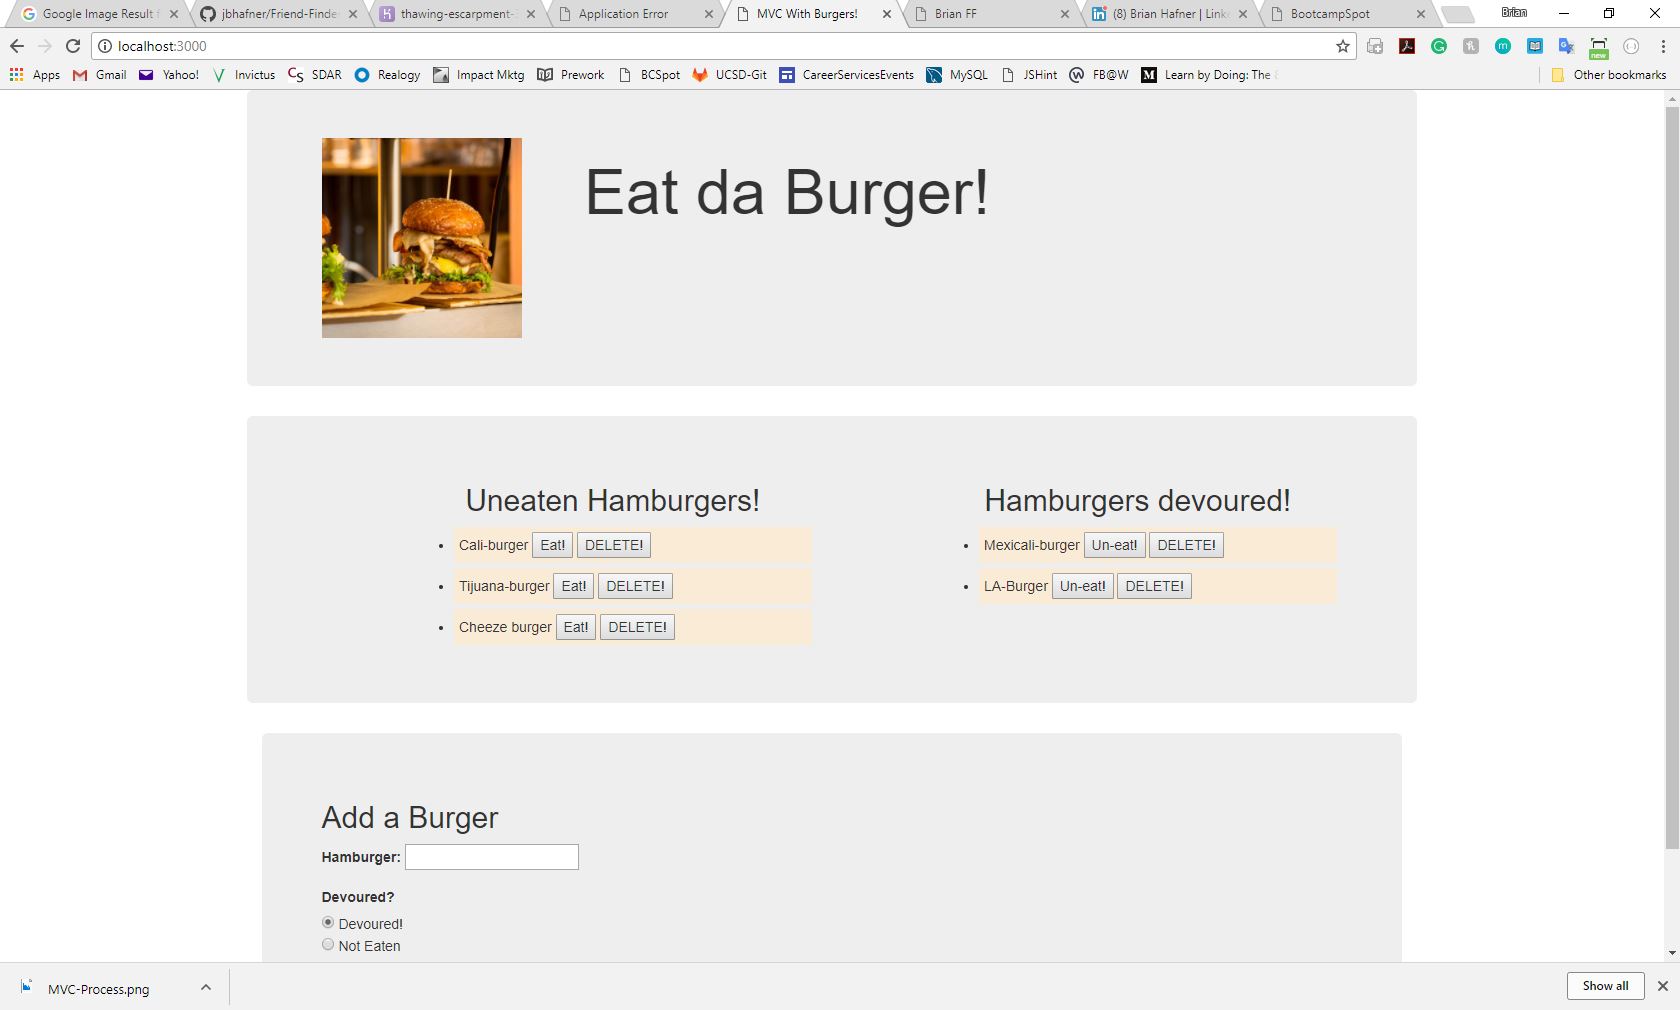 Google Image Result f
jbhafner/Friend-Finde
thawing-escarpment-
Application Error
MVC With Burgers!
Brian FF
(8) Brian Hafner | Linke
BootcampSpot
Brian
localhost:3000
Apps Gmail Yahoo! Invictus SDAR Realogy Impact Mktg Prework BCSpot UCSD-Git CareerServicesEvents MySQL JSHint FB@W Learn by Doing: The Other bookmarks
new
Eat da Burger!
Uneaten Hamburgers!
Cali-burger Eat! DELETE!
Tijuana-burger Eat! DELETE!
Cheeze burger Eat! DELETE!
Hamburgers devoured!
Mexicali-burger Un-eat! DELETE!
LA-Burger Un-eat! DELETE!
Add a Burger
Hamburger:
Devoured?
Devoured!
Not Eaten
MVC-Process.png
Show all